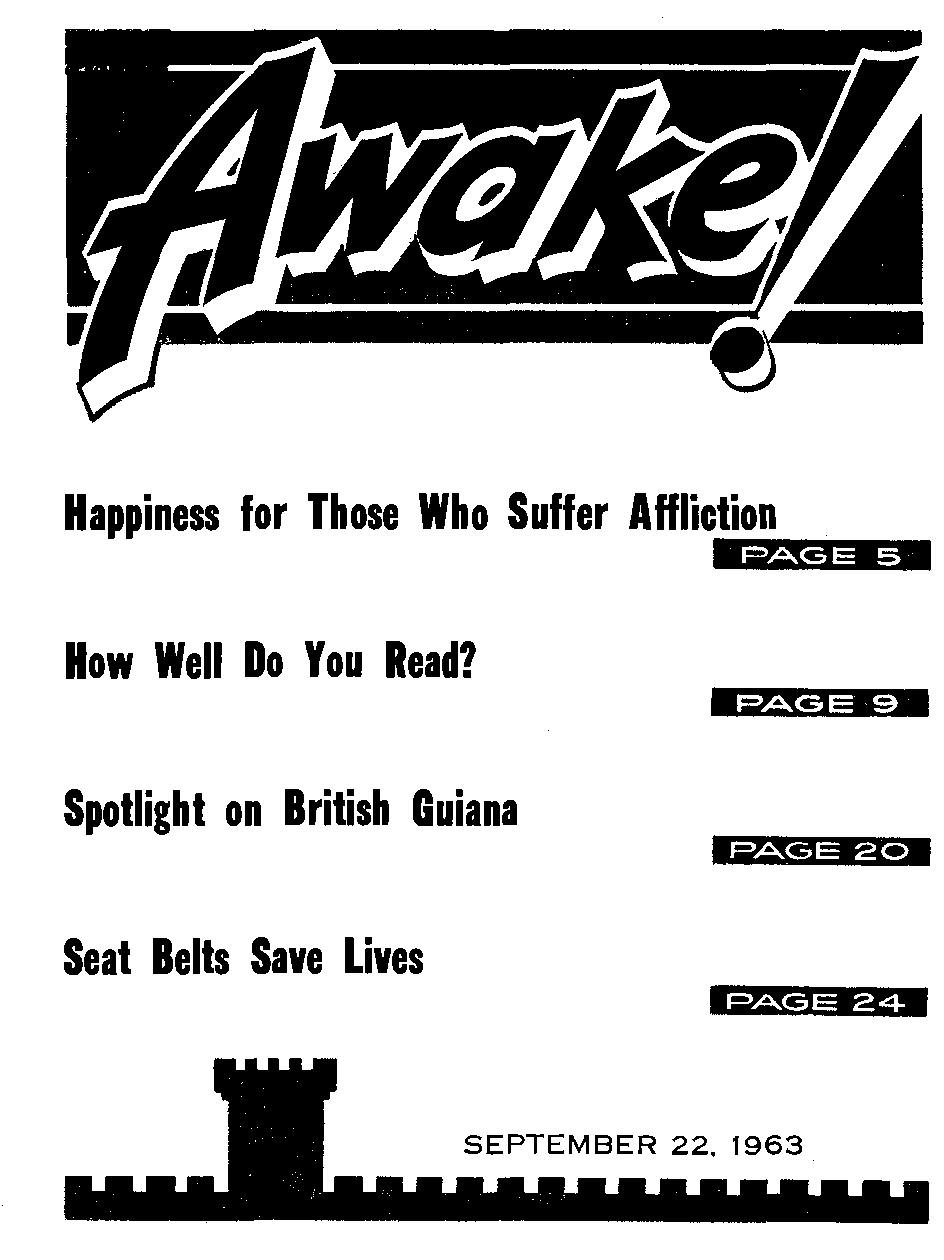 Awake!
Happiness for Those Who Suffer Affliction
PAGE 5
How Well Do You Read?
PAGE 9
Spotlight on British Guiana
PAGE 20
Seat Belts Save Lives
PAGE 24
SEPTEMBER 22, 1963